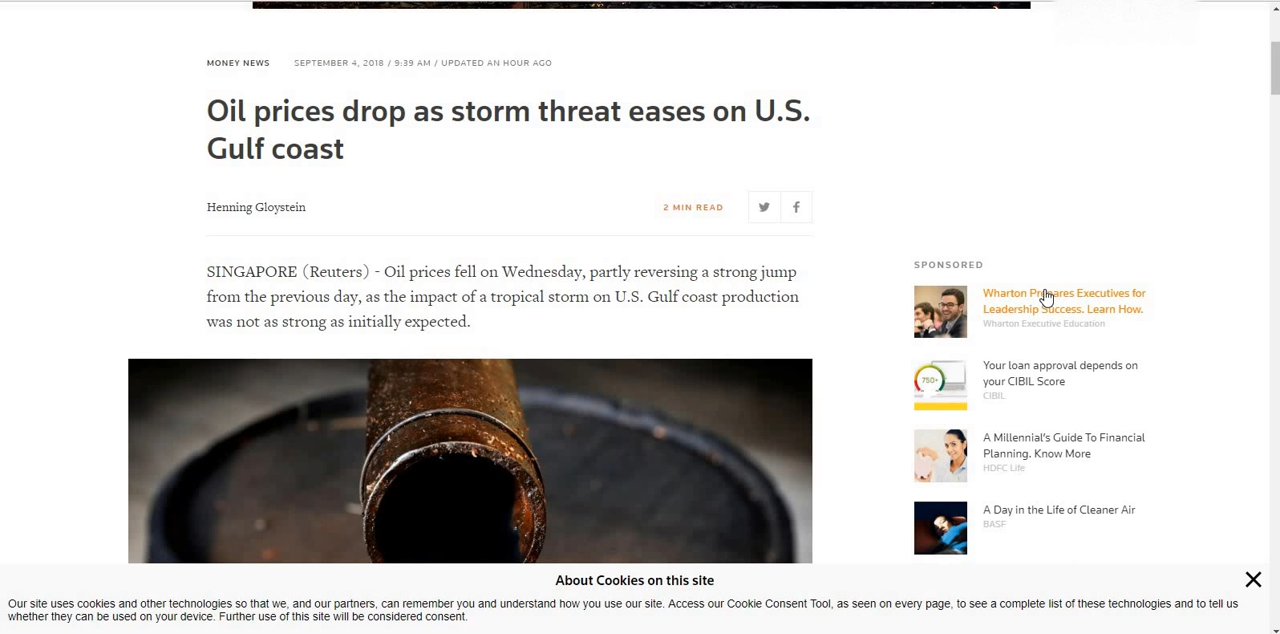 MONEY NEWS SEPTEMBER 4, 2018 / 9:39 AM / UPDATED AN HOUR AGO
Oil prices drop as storm threat eases on U.S.
Gulf coast
Henning Gloystein
2 MIN READ
SINGAPORE (Reuters) - Oil prices fell on Wednesday, partly reversing a strong jump
from the previous day, as the impact of a tropical storm on U.S. Gulf coast production
was not as strong as initially expected.
SPONSORED
Wharton Prepares Executives for
Leadership Success. Learn How.
Wharton Executive Education
750+
Your loan approval depends on
your CIBIL Score
CIBIL
A Millennial's Guide To Financial
Planning. Know More
HDFC Life
A Day in the Life of Cleaner Air
BASF
About Cookies on this site
Our site uses cookies and other technologies so that we, and our partners, can remember you and understand how you use our site. Access our Cookie Consent Tool, as seen on every page, to see a complete list of these technologies and to tell us
whether they can be used on your device. Further use of this site will be considered consent.